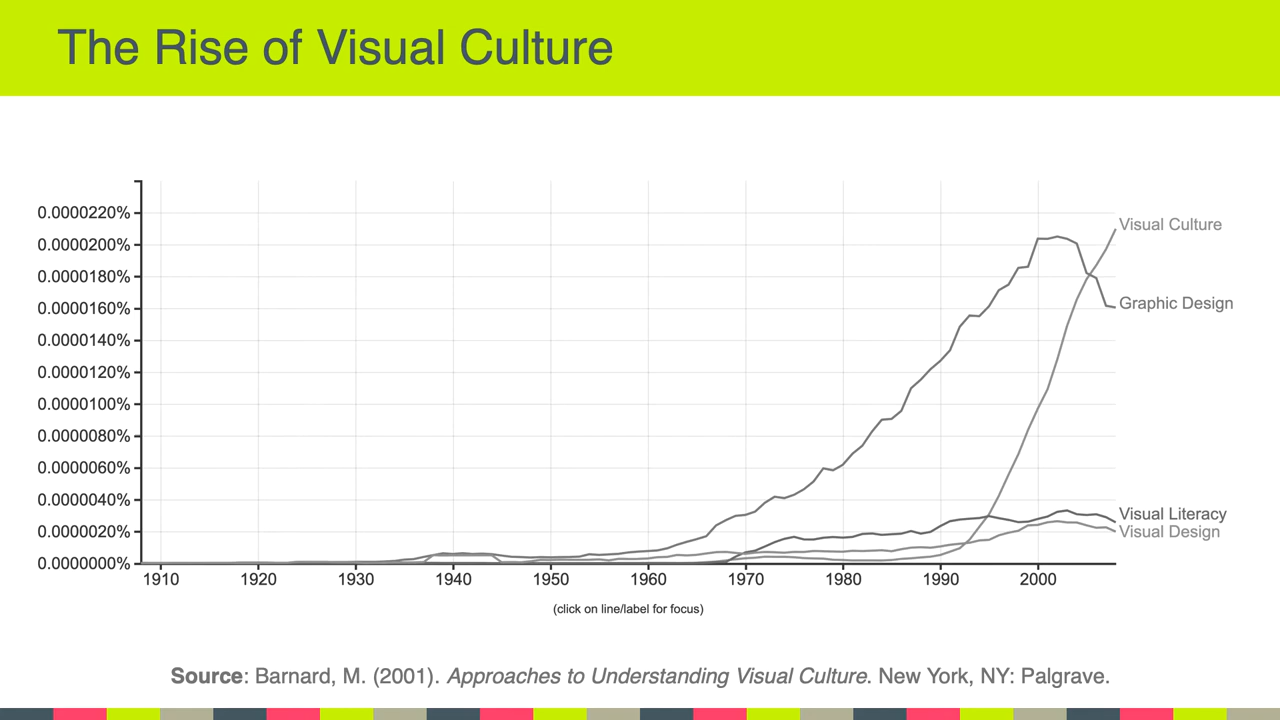 The Rise of Visual Culture
0.0000220%
0.0000200%
0.0000180%
0.0000160%
0.0000140%
0.0000120%
0.0000100%
0.0000080%
0.0000060%
0.0000040%
0.0000020%
0.0000000%
Visual Culture
Graphic Design
Visual Literacy
Visual Design
1910 1920 1930 1940 1950 1960 1970 1980 1990 2000
(click on line/label for focus)
Source: Barnard, M. (2001). Approaches to Understanding Visual Culture. New York, NY: Palgrave.